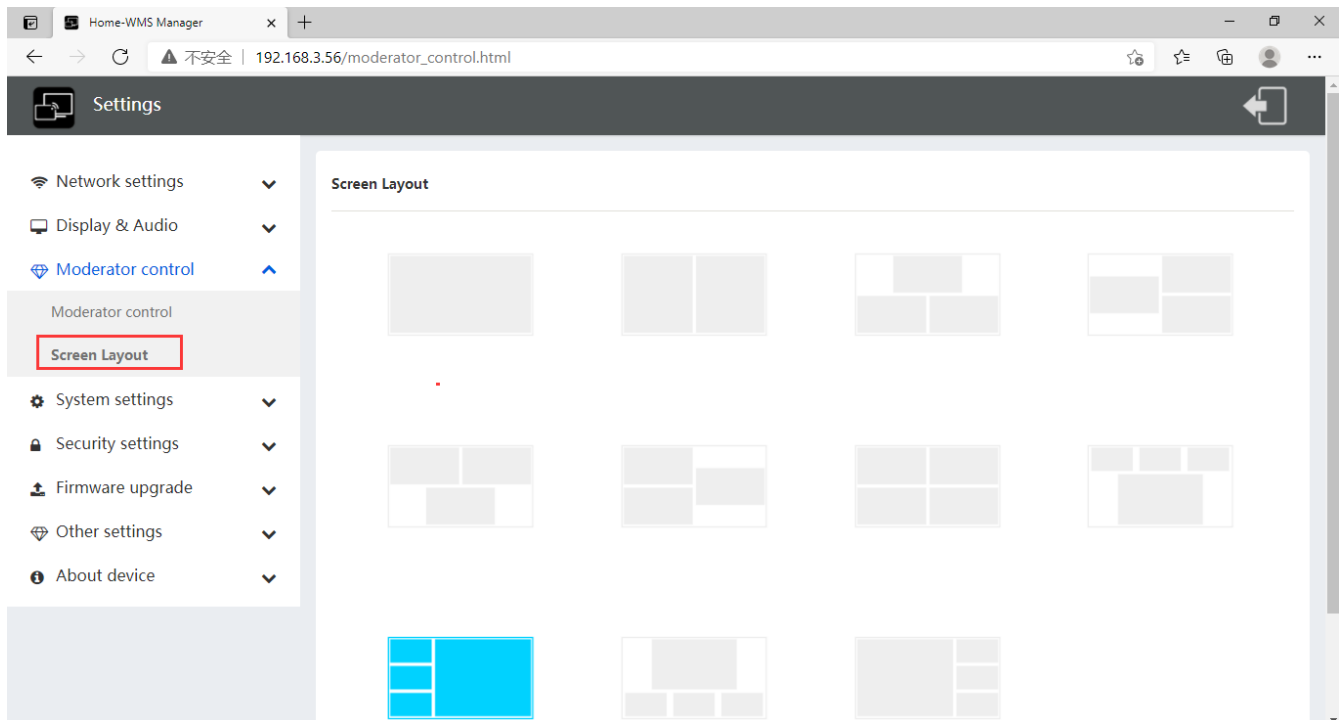 Home-WMS Manager
不安全 192.168.3.56/moderator_control.html
Settings
Network settings
Display & Audio
Moderator control
Moderator control
Screen Layout
System settings
Security settings
Firmware upgrade
Other settings
About device
Screen Layout